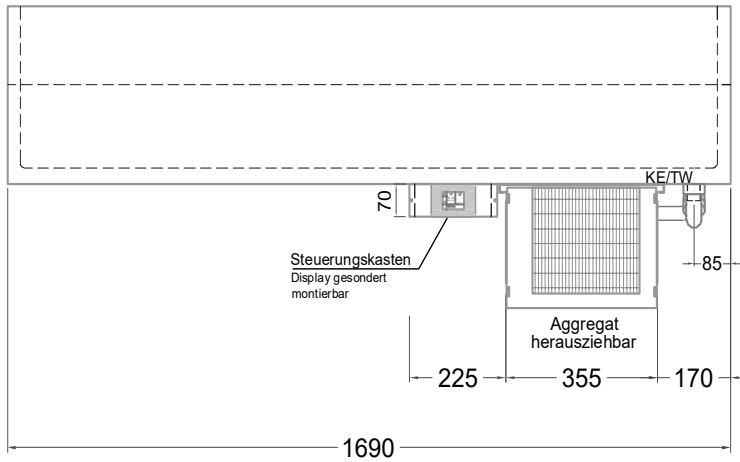 KE/TW
70
Steuerungskasten
Display gesondert
montierbar
85
Aggregat
herausziehbar
225
355
170
1690